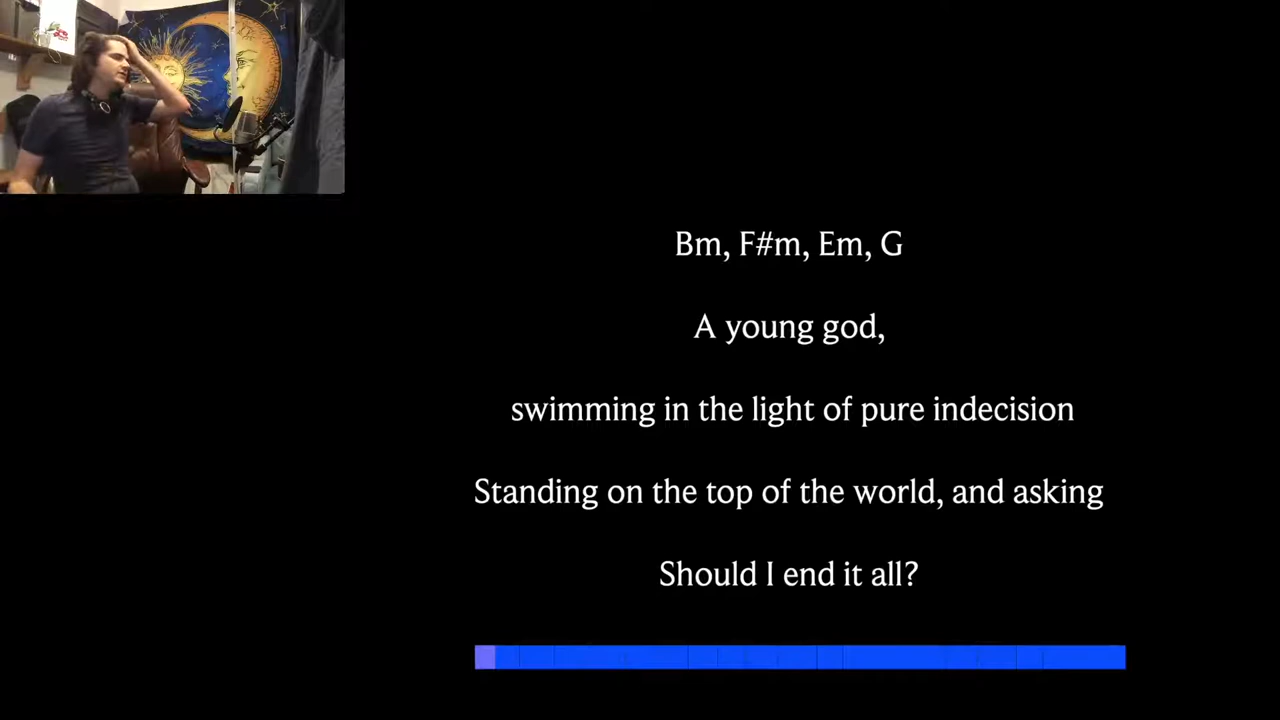 Bm, F#m, Em, G
A young god,
swimming in the light of pure indecision
Standing on the top of the world, and asking
Should I end it all?